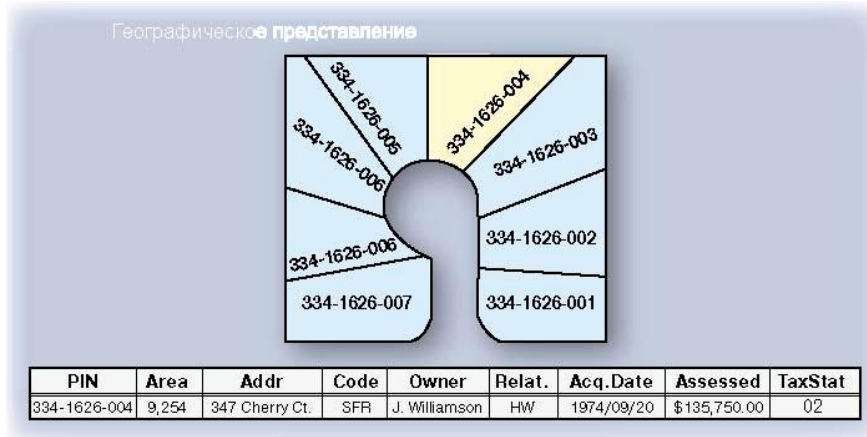 Географическое представление
334-1626-005
334-1626-004
334-1626-006
334-1626-003
334-1626-006
334-1626-002
334-1626-007
334-1626-001
PIN Area Addr Code Owner Relat. Acq.Date Assessed TaxStat
334-1626-004 9,254 347 Cherry Ct. SFR J. Williamson HW 1974/09/20 $135,750.00 02